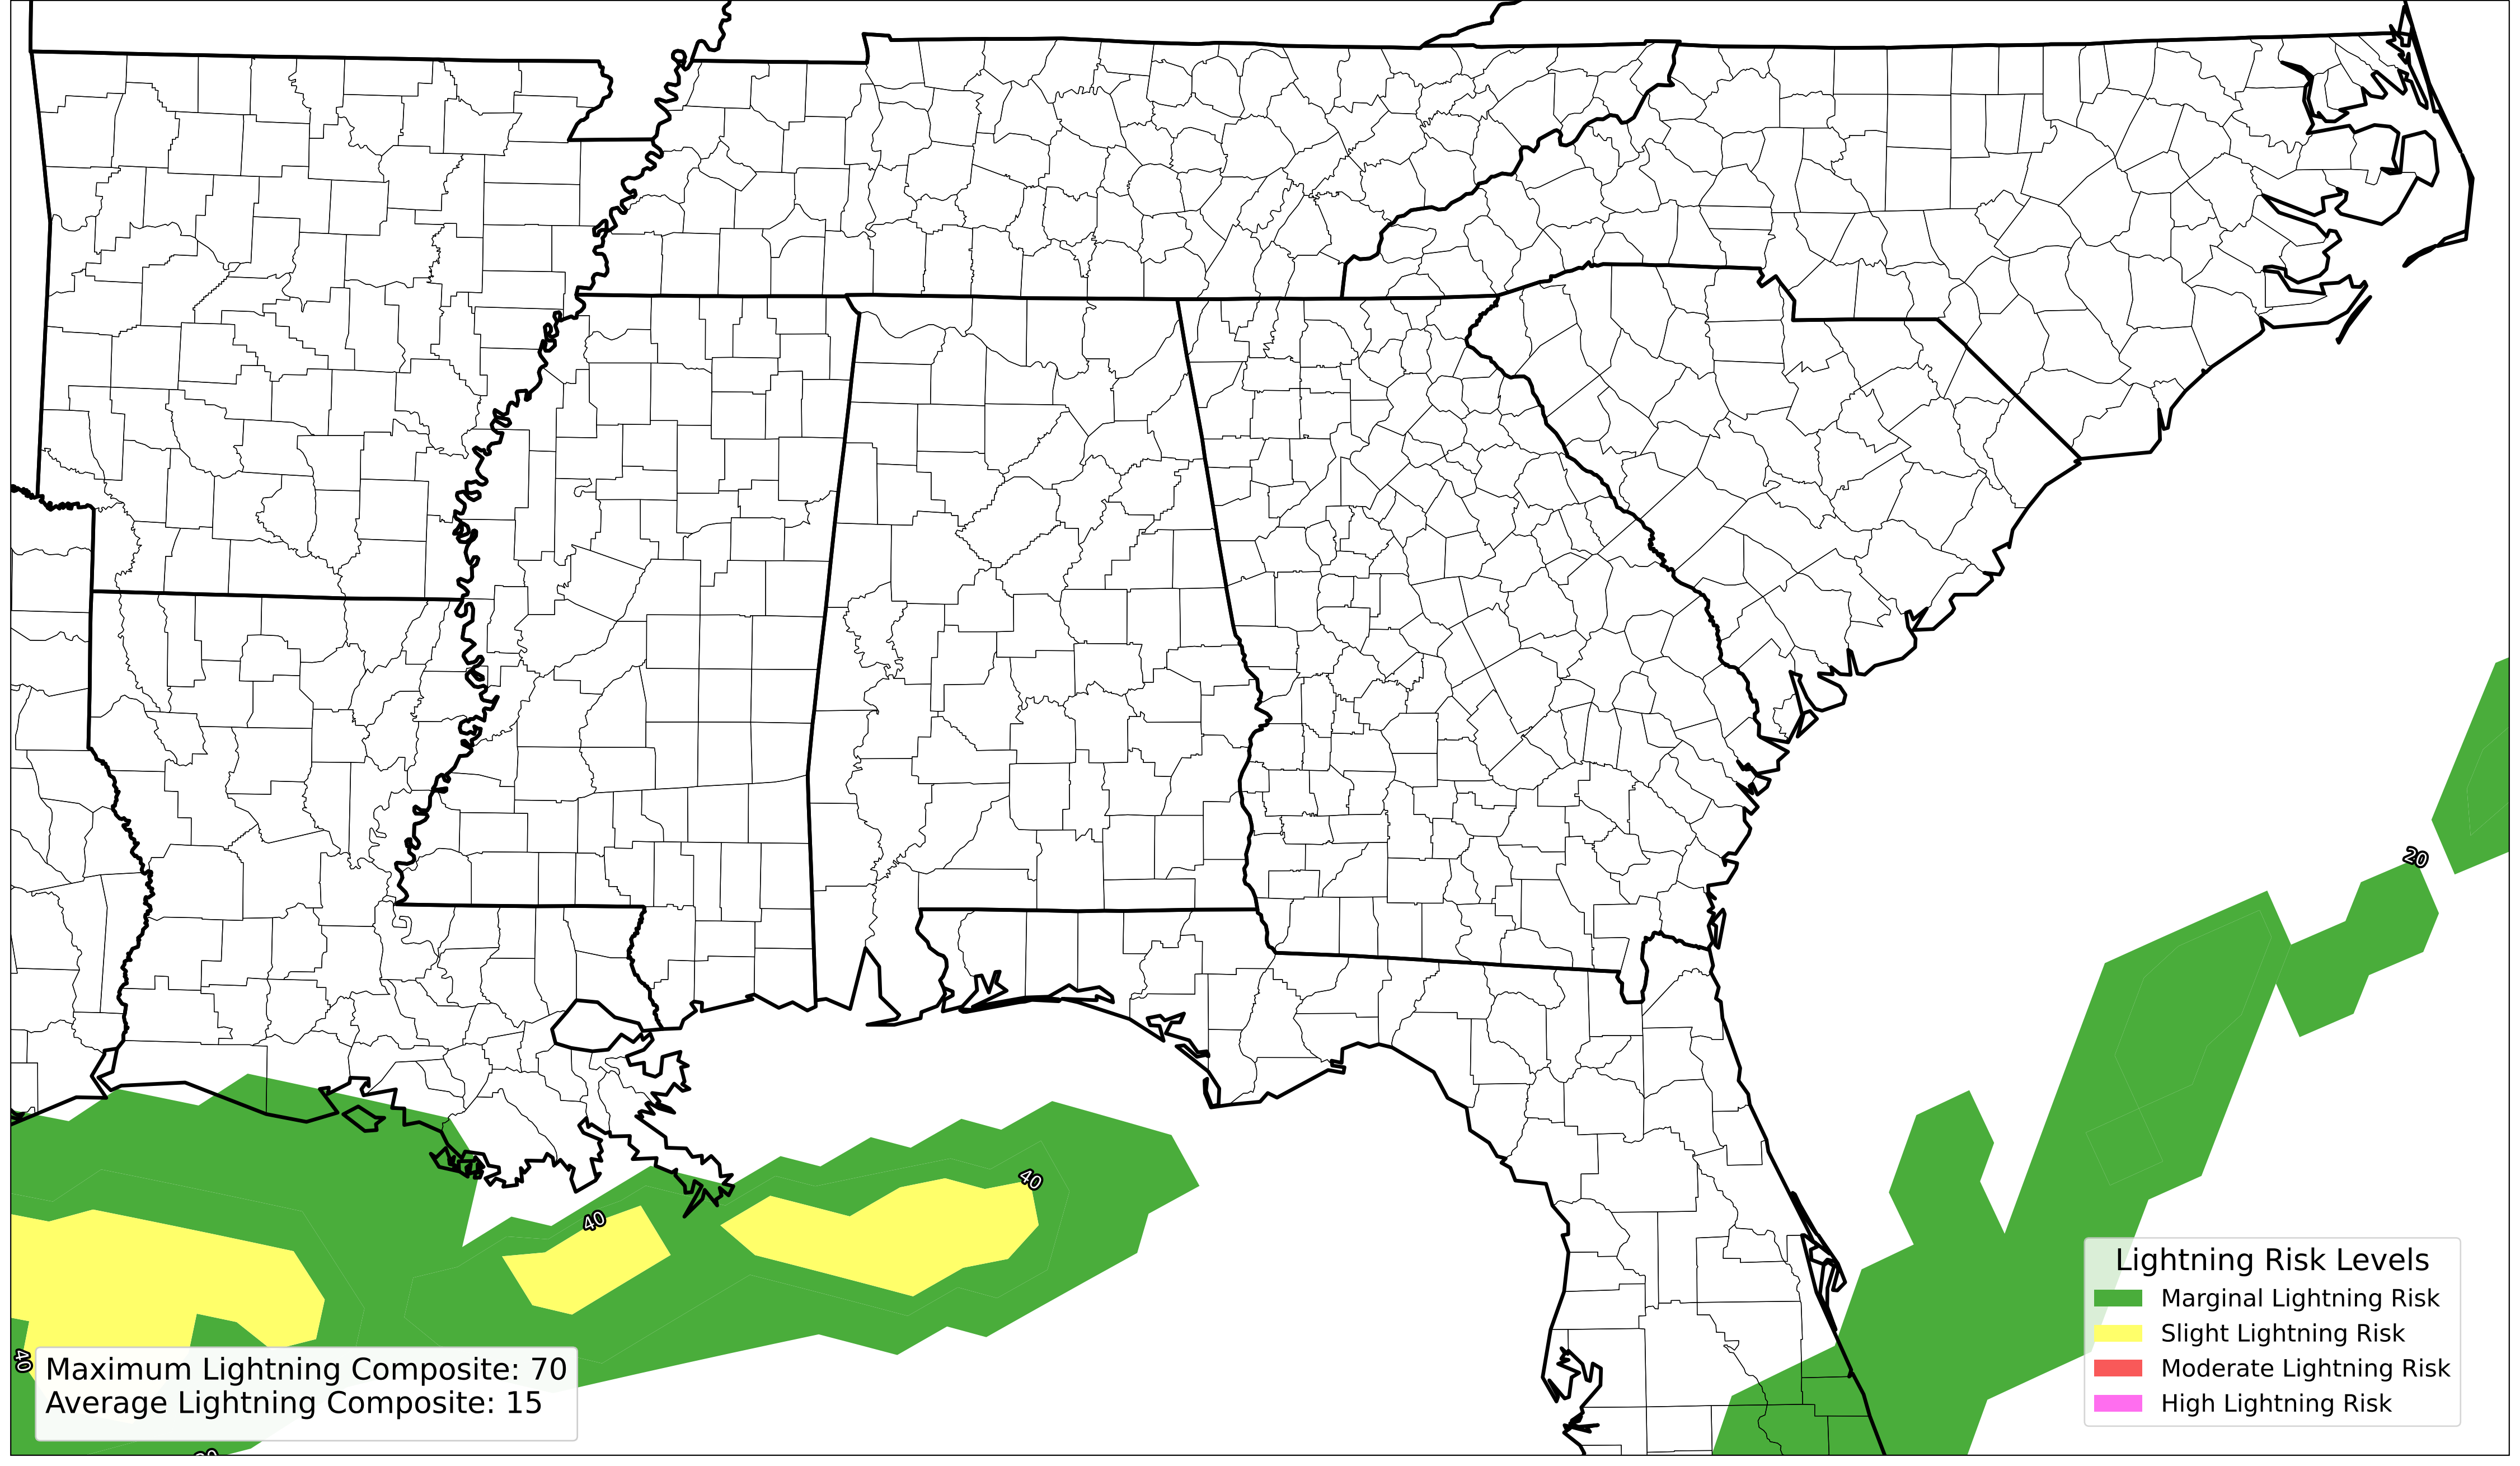 20
40
40
40
Maximum Lightning Composite: 70
Average Lightning Composite: 15
Lightning Risk Levels
Marginal Lightning Risk
Slight Lightning Risk
Moderate Lightning Risk
High Lightning Risk